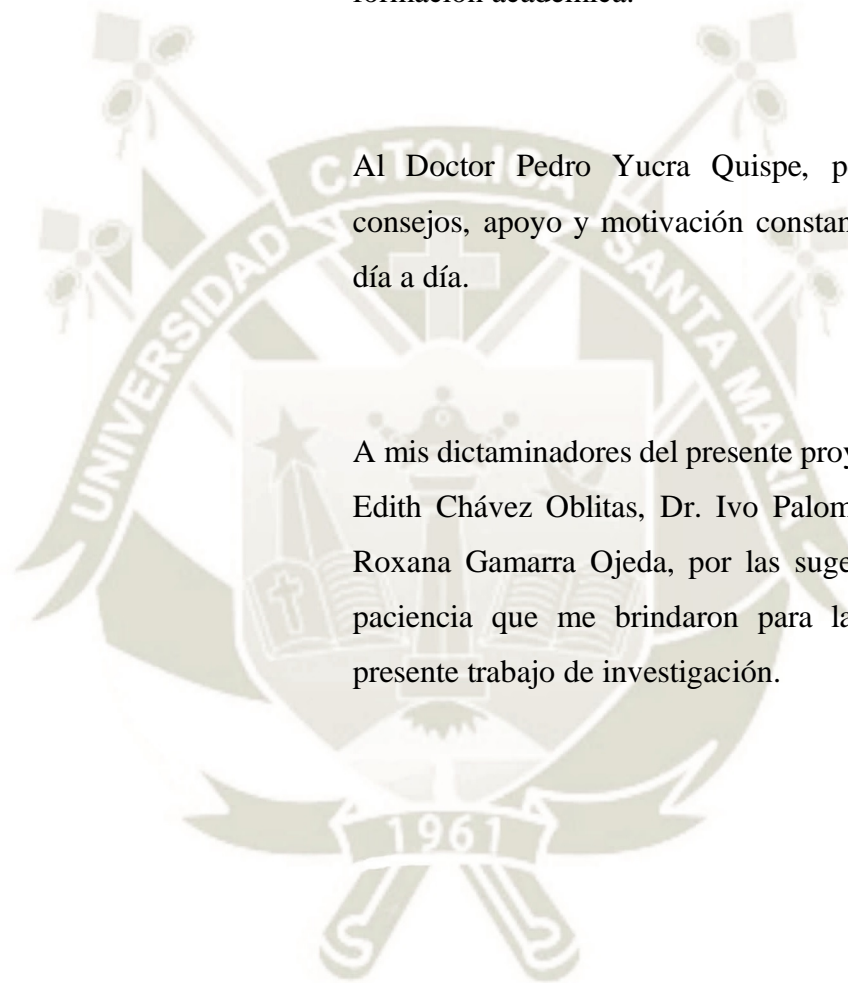 formación académica.
Al Doctor Pedro Yucra Quispe, p
consejos, apoyo y motivación constan
día a día.
A mis dictaminadores del presente proy
Edith Chávez Oblitas, Dr. Ivo Palom
Roxana Gamarra Ojeda, por las suge
paciencia que me brindaron para la
presente trabajo de investigación.
UNIVERSIDAD CATOLICA SANTA MARI
1961